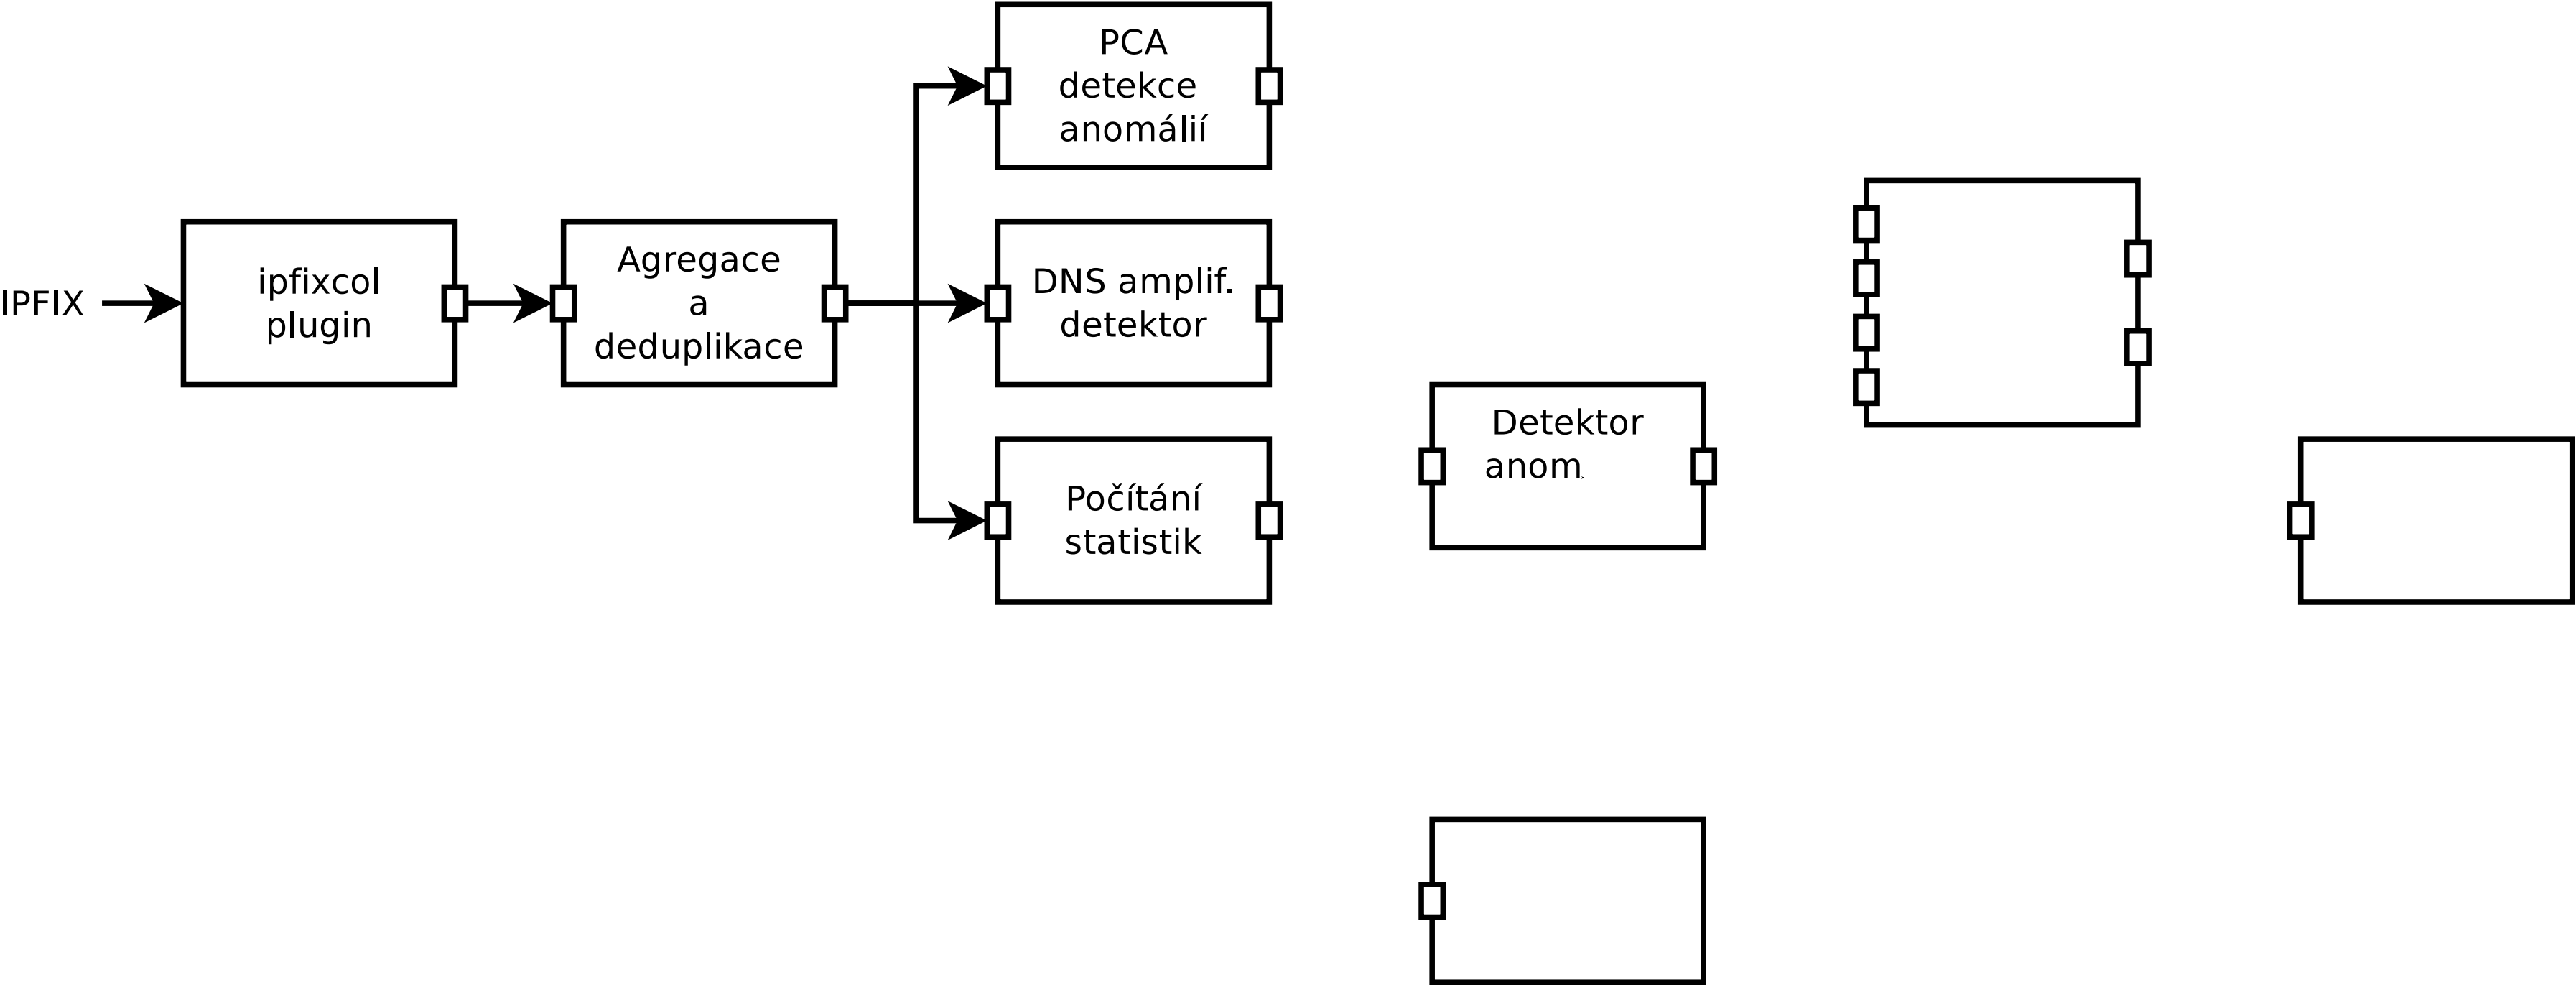 IPFIX
ipfixcol
plugin
Agregace
a
deduplikace
PCA
detekce
anomálií
DNS amplif.
detektor
Počítání
statistik
Detektor
anom.